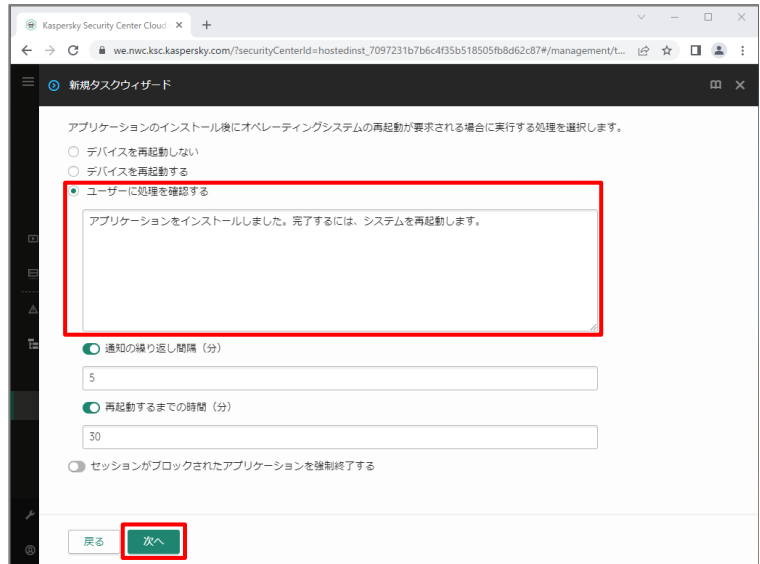 Kaspersky Security Center Cloud
we.nwc.ksc.kaspersky.com/?securityCenterId=hostedinst_7097231b7b6c4f35b518505fb8d62c87#/management/t...
新規タスクウィザード
アプリケーションのインストール後にオペレーティングシステムの再起動が要求される場合に実行する処理を選択します。
デバイスを再起動しない
デバイスを再起動する
ユーザーに処理を確認する
アプリケーションをインストールしました。完了するには、システムを再起動します。
通知の繰り返し間隔（分）
5
再起動するまでの時間（分）
30
セッションがブロックされたアプリケーションを強制終了する
戻る
次へ